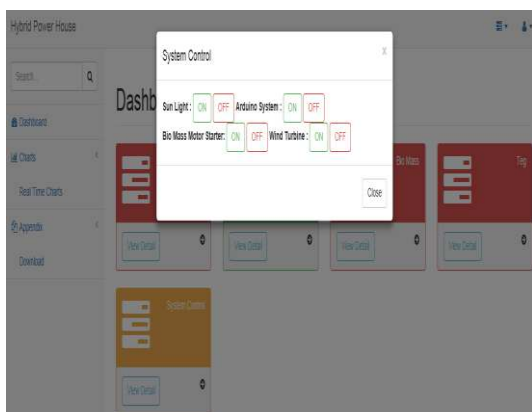 Hybrid Power House
System Control
x
Search...
Dashb
Sun Light : ON OFF Arduino System : ON OFF
Bio Mass Motor Starter: ON OFF Wind Turbine : ON OFF
Dashboard
Charts
Bio Mass
Teg
Real Time Charts
Close
Appendix
View Detail
View Detail
View Detail
View Detail
Download
System Control
View Detail